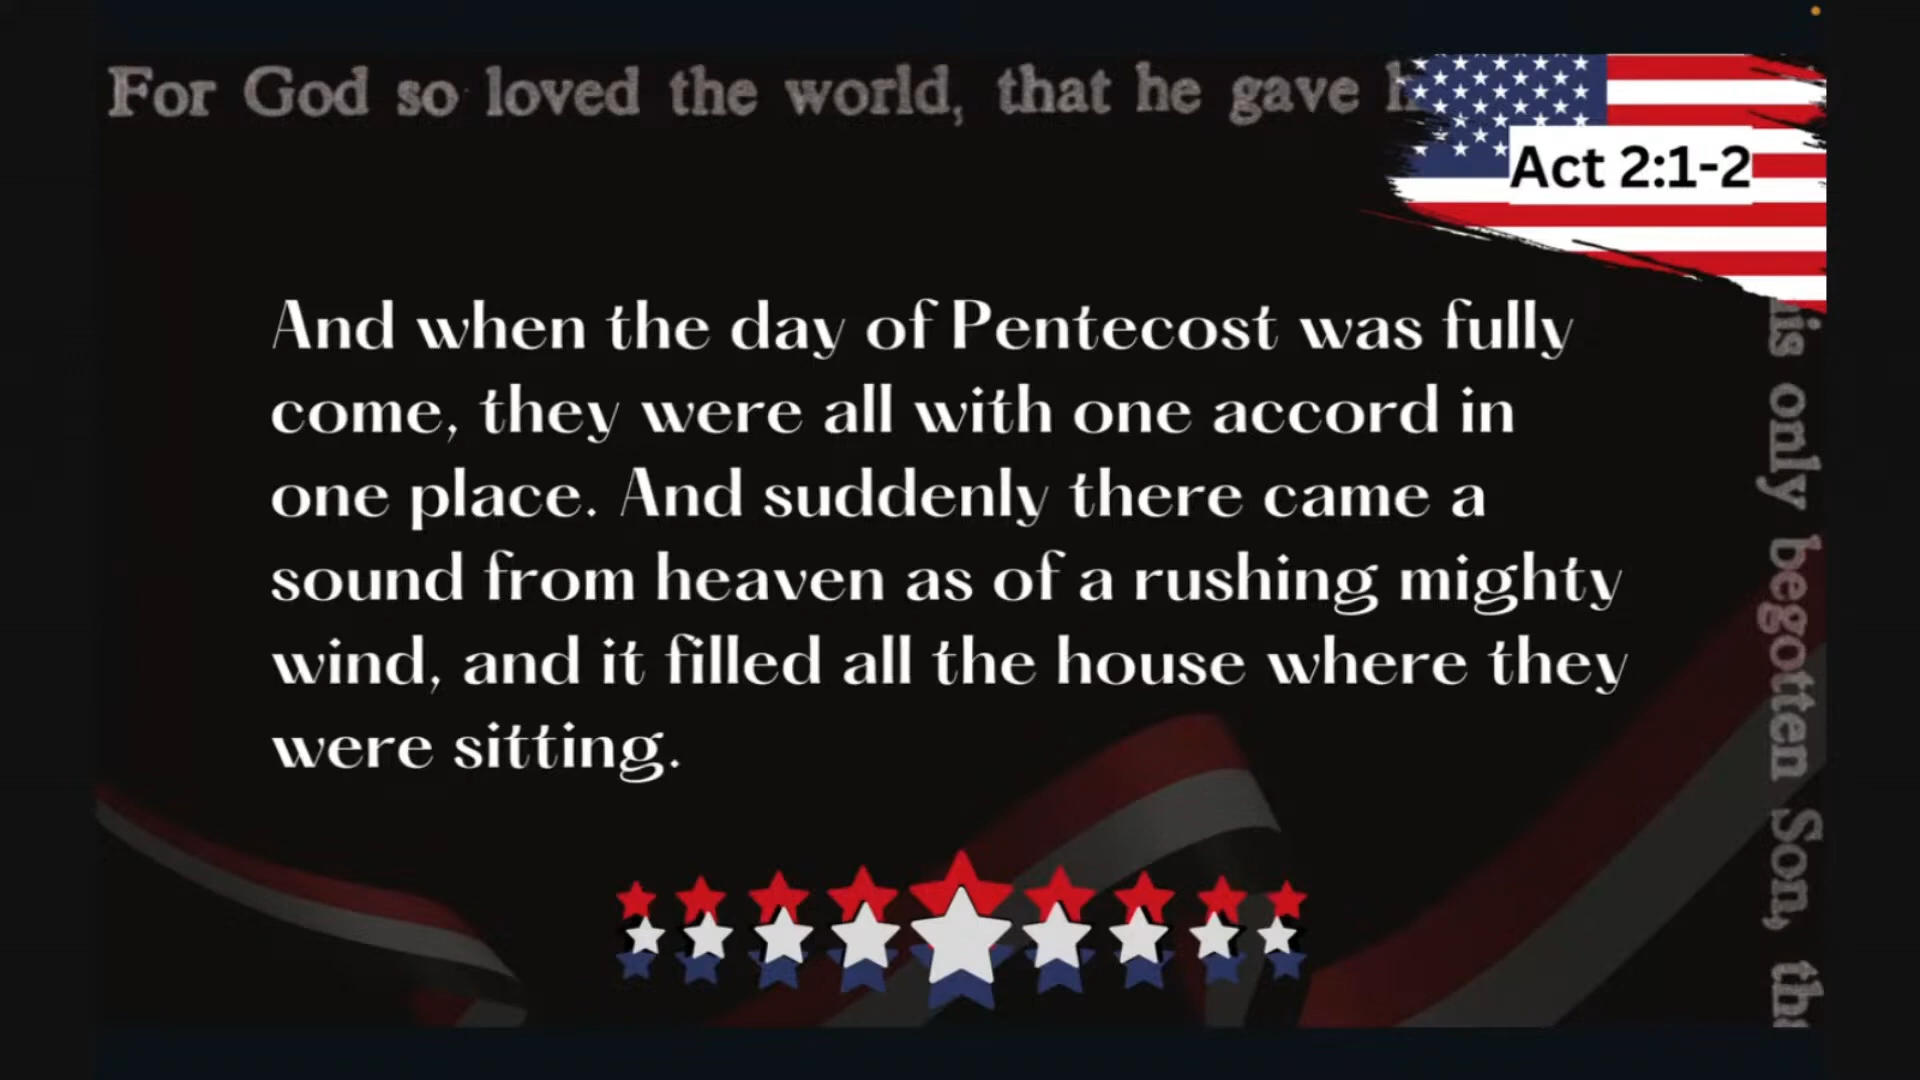 For God so loved the world, that he gave
Act 2:1-2
And when the day of Pentecost was fully
come, they were all with one accord in
one place. And suddenly there came a
sound from heaven as of a rushing mighty
wind, and it filled all the house where they
were sitting.
his only begotten Son,